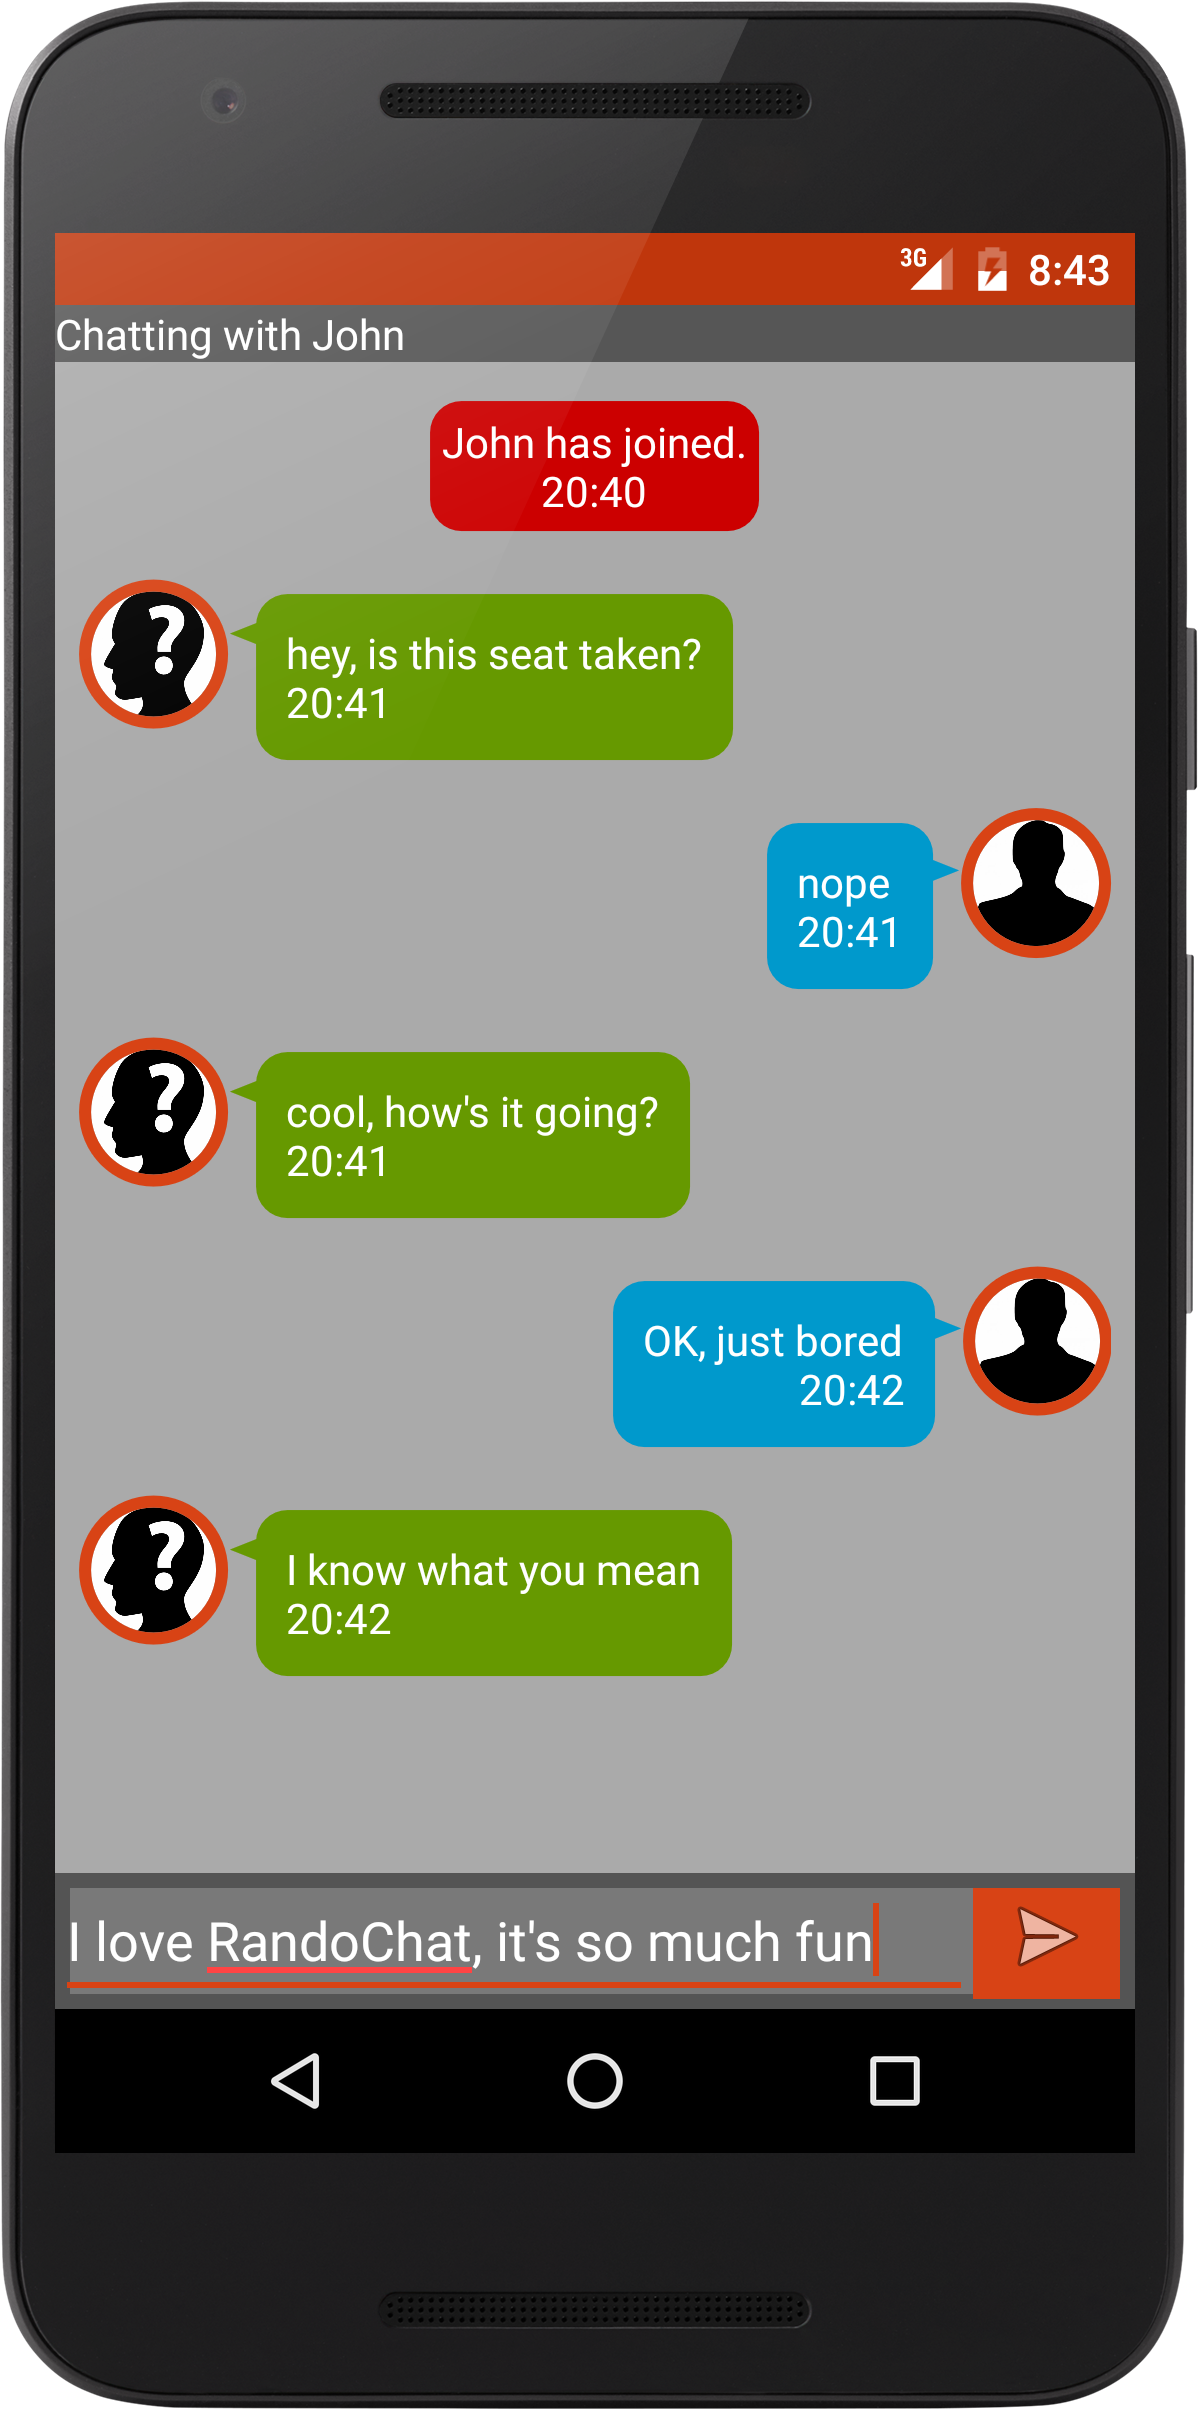 3G 8:43
Chatting with John
John has joined.
20:40
?
hey, is this seat taken?
20:41
nope
20:41
?
cool, how's it going?
20:41
OK, just bored
20:42
?
I know what you mean
20:42
I love RandoChat, it's so much fun